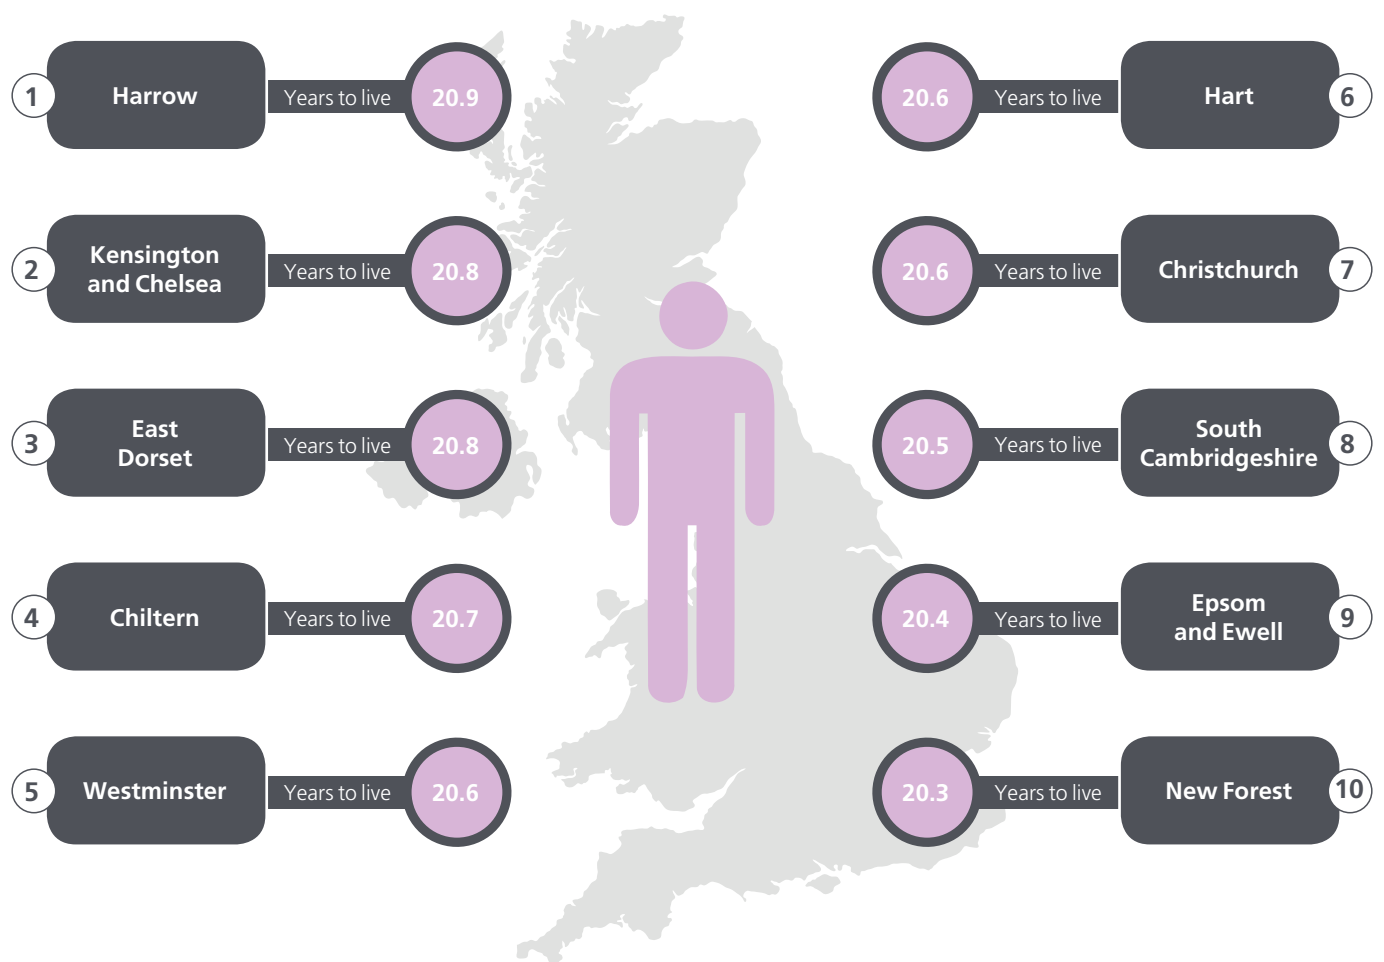 1
Harrow
Years to live
20.9
2
Kensington
and Chelsea
Years to live
20.8
3
East
Dorset
Years to live
20.8
4
Chiltern
Years to live
20.7
5
Westminster
Years to live
20.6
20.6
Years to live
Hart
6
20.6
Years to live
Christchurch
7
20.5
Years to live
South
Cambridgeshire
8
20.4
Years to live
Epsom
and Ewell
9
20.3
Years to live
New Forest
10